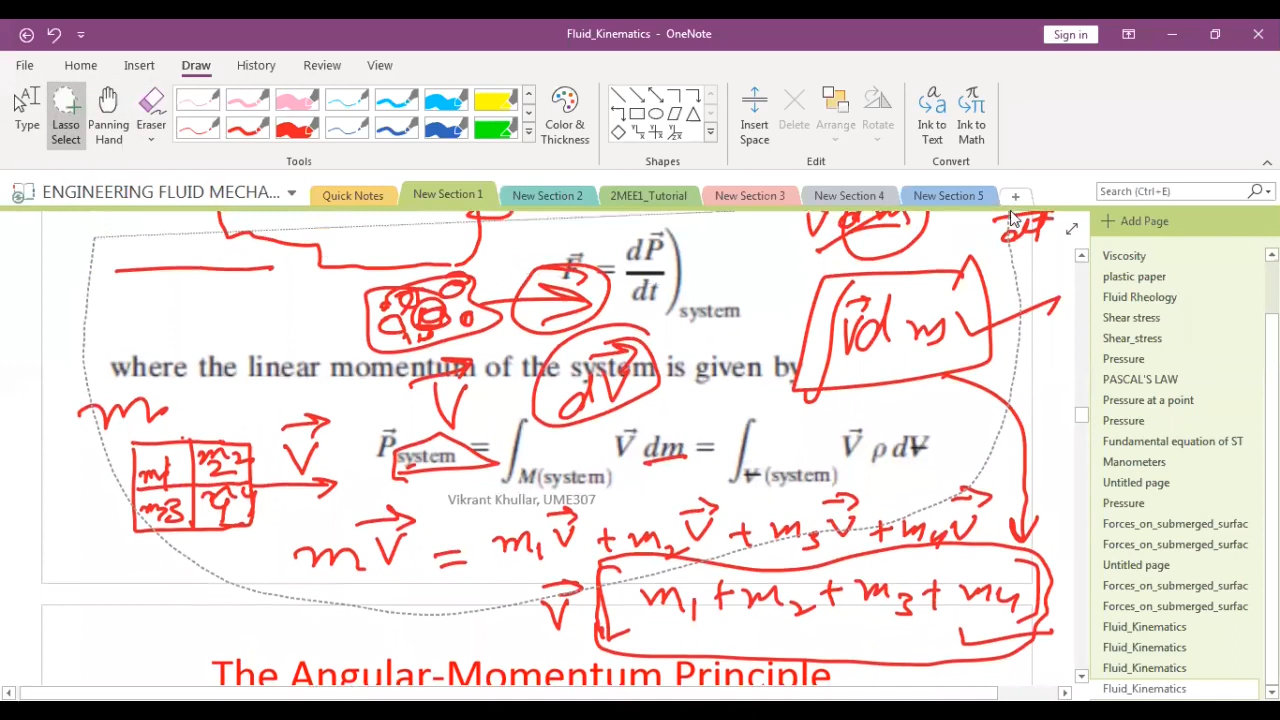 Fluid_Kinematics - OneNote
Sign in
File Home Insert Draw History Review View
Type
Lasso Select
Panning Hand
Eraser
Color & Thickness
Insert Space
Delete
Arrange
Rotate
Ink to Text
Ink to Math
Tools
Shapes
Edit
Convert
ENGINEERING FLUID MECHA...
Quick Notes
New Section 1
New Section 2
2MEE1_Tutorial
New Section 3
New Section 4
New Section 5
Search (Ctrl+E)
Add Page
Viscosity
plastic paper
Fluid Rheology
Shear stress
Shear_stress
Pressure
PASCAL'S LAW
Pressure at a point
Pressure
Fundamental equation of ST
Manometers
Untitled page
Pressure
Forces_on_submerged_surfac
Forces_on_submerged_surfac
Untitled page
Forces_on_submerged_surfac
Forces_on_submerged_surfac
Fluid_Kinematics
Fluid_Kinematics
Fluid_Kinematics
Fluid_Kinematics
F⃗ = dP⃗/dt)system
∫V⃗dm
where the linear momentum of the system is given by
dV⃗
V⃗
m
m1 m2
m3 m4
V⃗
P⃗system = ∫M(system) V⃗ dm = ∫V̶(system) V⃗ ρ dV̶
Vikrant Khullar, UME307
mV⃗ = m1V⃗ + m2V⃗ + m3V⃗ + m4V⃗
V⃗ [m1 + m2 + m3 + m4]
The Angular-Momentum Principle